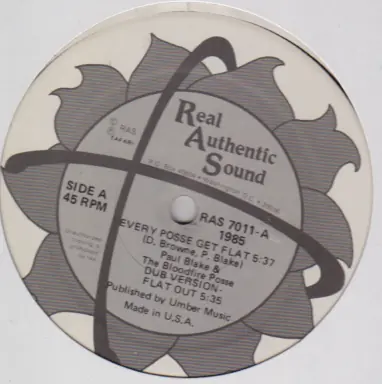 Real
Authentic
Sound
Ⓟ © RAS
SIDE A
45 RPM
RAS 7011-A
1985
EVERY POSSE GET FLAT 5:37
(D. Browne, P. Blake)
Paul Blake &
The Bloodfire Posse
DUB VERSION-
FLAT OUT 5:35
Published by Umber Music
Made in U.S.A.